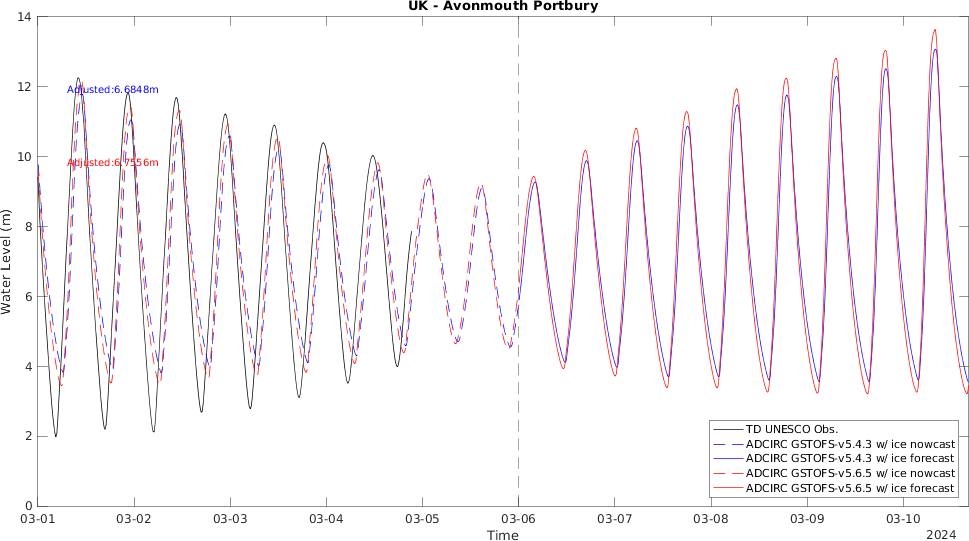 UK - Avonmouth Portbury
14
12
10
8
6
4
2
0
Water Level (m)
Adjusted:6.6848m
Adjusted:6.7556m
TD UNESCO Obs.
ADCIRC GSTOFS-v5.4.3 w/ ice nowcast
ADCIRC GSTOFS-v5.4.3 w/ ice forecast
ADCIRC GSTOFS-v5.6.5 w/ ice nowcast
ADCIRC GSTOFS-v5.6.5 w/ ice forecast
03-01 03-02 03-03 03-04 03-05 03-06 03-07 03-08 03-09 03-10
Time
2024